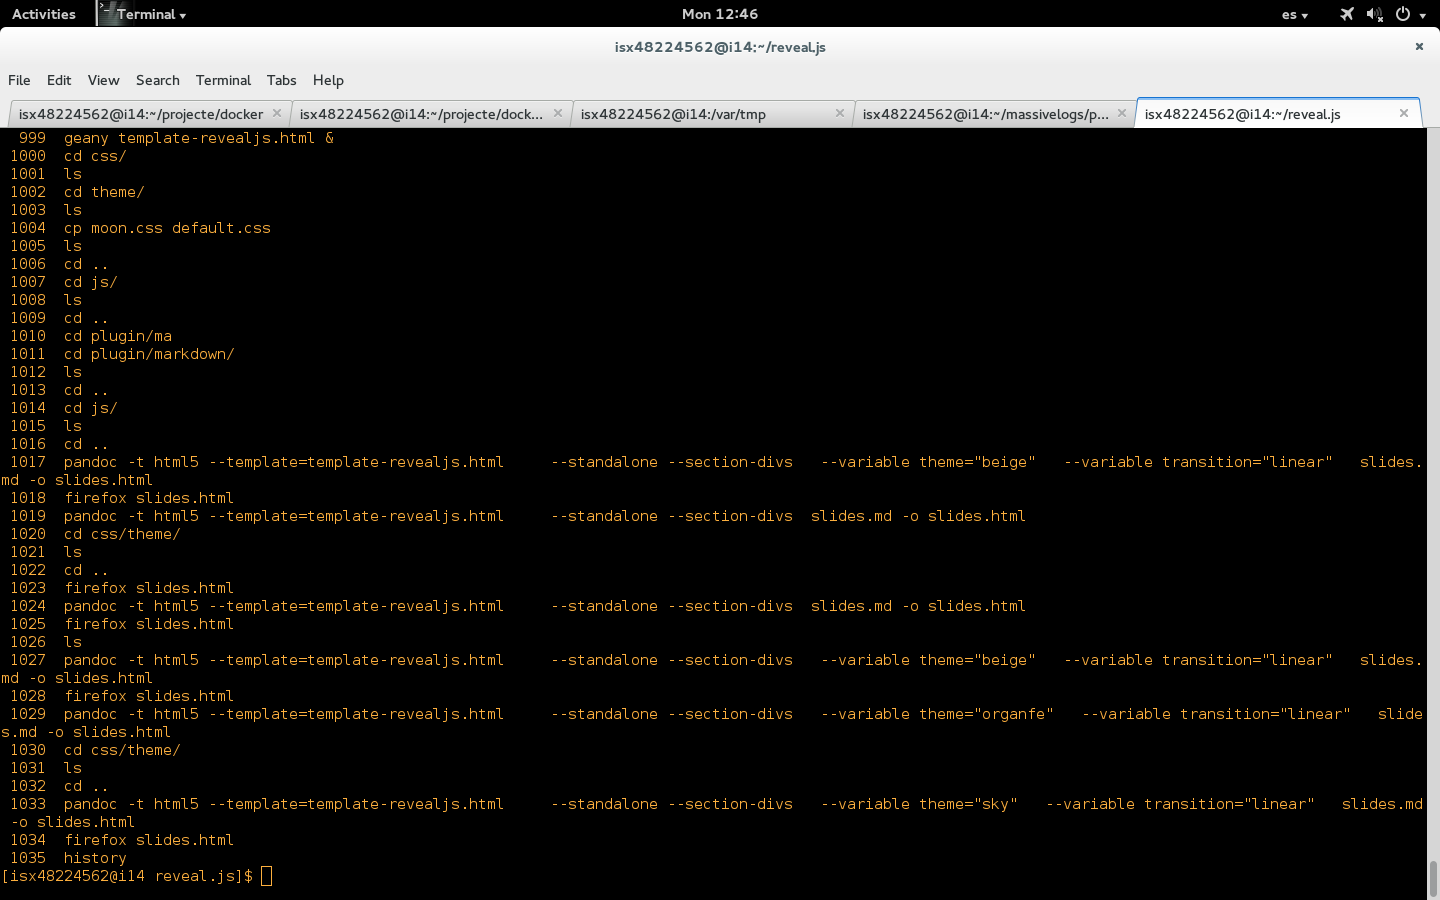 Activities
Terminal
Mon 12:46
es
isx48224562@i14:~/reveal.js
File Edit View Search Terminal Tabs Help
isx48224562@i14:~/projecte/docker
isx48224562@i14:~/projecte/dock...
isx48224562@i14:/var/tmp
isx48224562@i14:~/massivelogs/p...
isx48224562@i14:~/reveal.js
999  geany template-revealjs.html &
1000  cd css/
1001  ls
1002  cd theme/
1003  ls
1004  cp moon.css default.css
1005  ls
1006  cd ..
1007  cd js/
1008  ls
1009  cd ..
1010  cd plugin/ma
1011  cd plugin/markdown/
1012  ls
1013  cd ..
1014  cd js/
1015  ls
1016  cd ..
1017  pandoc -t html5 --template=template-revealjs.html     --standalone --section-divs   --variable theme="beige"   --variable transition="linear"   slides.
md -o slides.html
1018  firefox slides.html
1019  pandoc -t html5 --template=template-revealjs.html     --standalone --section-divs  slides.md -o slides.html
1020  cd css/theme/
1021  ls
1022  cd ..
1023  firefox slides.html
1024  pandoc -t html5 --template=template-revealjs.html     --standalone --section-divs  slides.md -o slides.html
1025  firefox slides.html
1026  ls
1027  pandoc -t html5 --template=template-revealjs.html     --standalone --section-divs   --variable theme="beige"   --variable transition="linear"   slides.
md -o slides.html
1028  firefox slides.html
1029  pandoc -t html5 --template=template-revealjs.html     --standalone --section-divs   --variable theme="organfe"   --variable transition="linear"   slide
s.md -o slides.html
1030  cd css/theme/
1031  ls
1032  cd ..
1033  pandoc -t html5 --template=template-revealjs.html     --standalone --section-divs   --variable theme="sky"   --variable transition="linear"   slides.md
-o slides.html
1034  firefox slides.html
1035  history
[isx48224562@i14 reveal.js]$